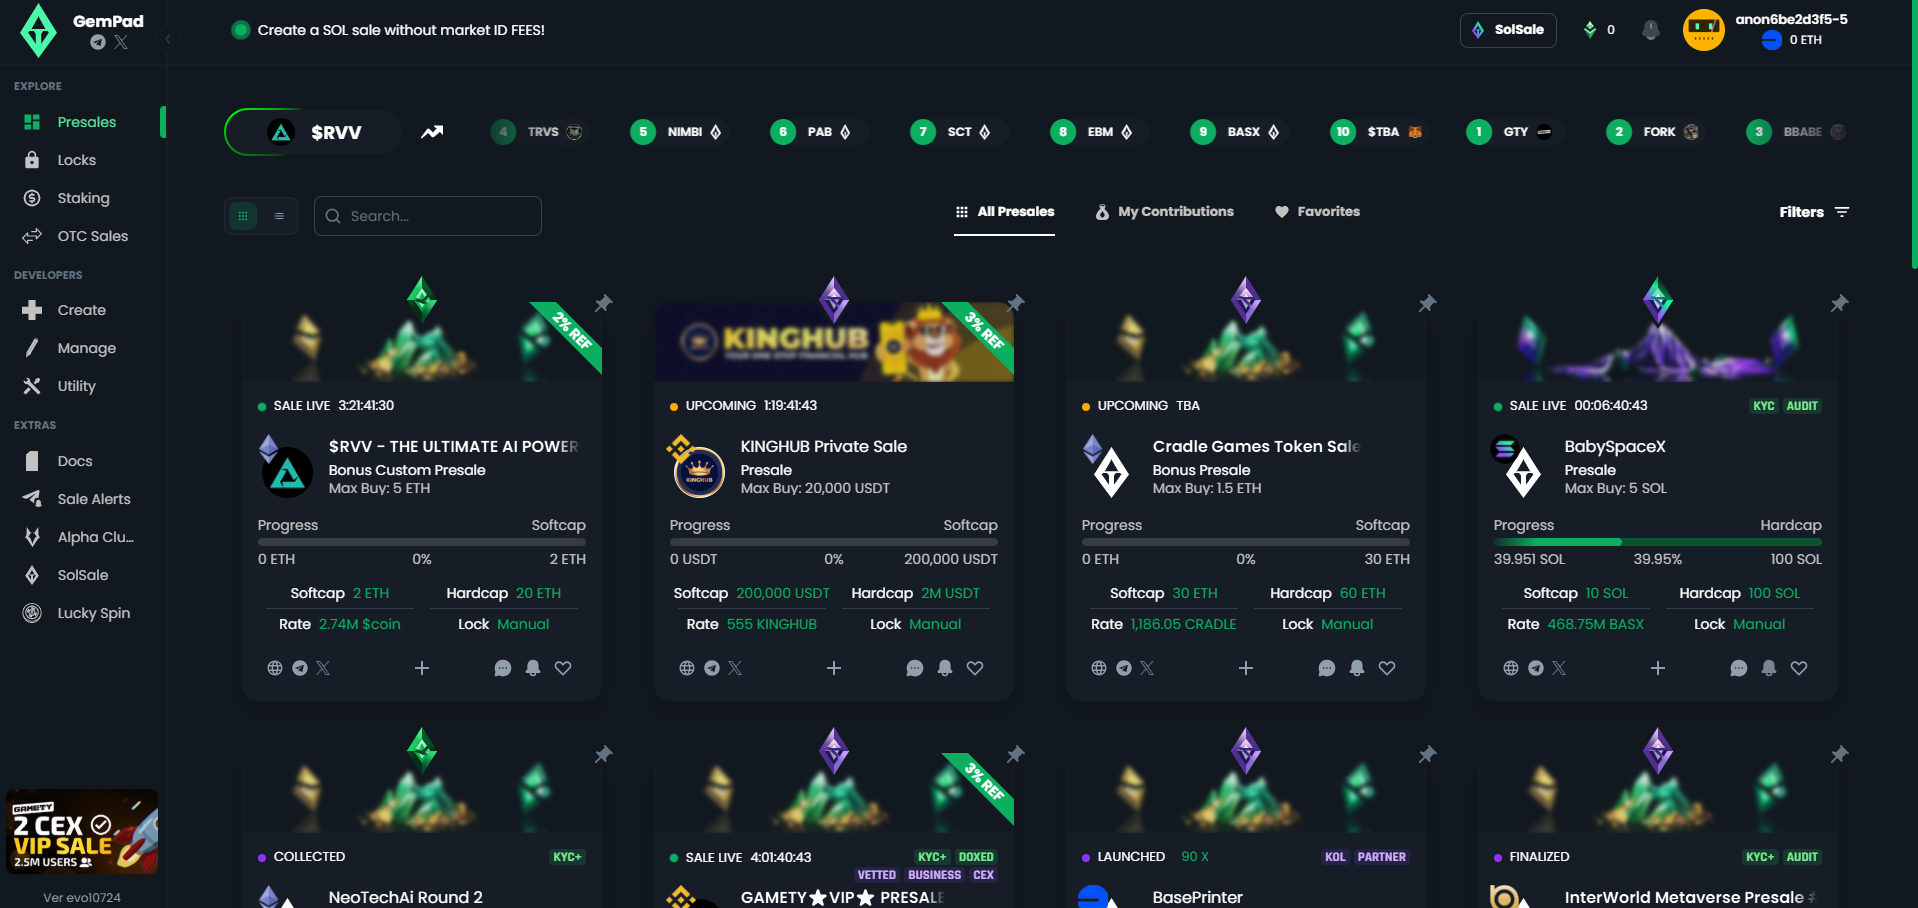 GemPad
Create a SOL sale without market ID FEES!
SolSale
0
anon6be2d3f5-5
0 ETH
EXPLORE
Presales
Locks
Staking
OTC Sales
DEVELOPERS
Create
Manage
Utility
EXTRAS
Docs
Sale Alerts
Alpha Clu...
SolSale
Lucky Spin
GAMETY
2 CEX
VIP SALE
2.5M USERS
Ver evo10724
$RVV
4 TRVS
5 NIMBI
6 PAB
7 SCT
8 EBM
9 BASX
10 $TBA
1 GTY
2 FORK
3 BBABE
Search...
All Presales
My Contributions
Favorites
Filters
2% REF
SALE LIVE 3:21:41:30
$RVV - THE ULTIMATE AI POWER
Bonus Custom Presale
Max Buy: 5 ETH
Progress Softcap
0 ETH 0% 2 ETH
Softcap 2 ETH Hardcap 20 ETH
Rate 2.74M $coin Lock Manual
KINGHUB
YOUR ONE STOP FINANCIAL HUB
3% REF
UPCOMING 1:19:41:43
KINGHUB
KINGHUB Private Sale
Presale
Max Buy: 20,000 USDT
Progress Softcap
0 USDT 0% 200,000 USDT
Softcap 200,000 USDT Hardcap 2M USDT
Rate 555 KINGHUB Lock Manual
UPCOMING TBA
Cradle Games Token Sale
Bonus Presale
Max Buy: 1.5 ETH
Progress Softcap
0 ETH 0% 30 ETH
Softcap 30 ETH Hardcap 60 ETH
Rate 1,186.05 CRADLE Lock Manual
SALE LIVE 00:06:40:43 KYC AUDIT
BabySpaceX
Presale
Max Buy: 5 SOL
Progress Hardcap
39.951 SOL 39.95% 100 SOL
Softcap 10 SOL Hardcap 100 SOL
Rate 468.75M BASX Lock Manual
COLLECTED KYC+
NeoTechAi Round 2
3% REF
SALE LIVE 4:01:40:43 KYC+ DOXED
VETTED BUSINESS CEX
GAMETY★VIP★ PRESALE
LAUNCHED 90 X KOL PARTNER
BasePrinter
FINALIZED KYC+ AUDIT
InterWorld Metaverse Presale #